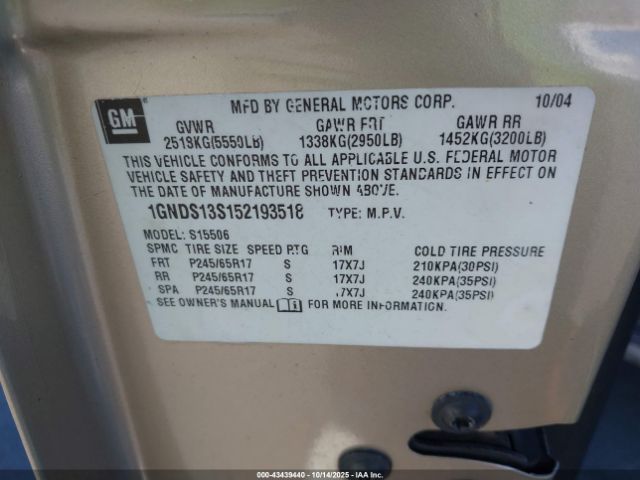 GM
MFD BY GENERAL MOTORS CORP. 10/04
GVWR GAWR FRT GAWR RR
2518KG(5550LB) 1338KG(2950LB) 1452KG(3200LB)
THIS VEHICLE CONFORMS TO ALL APPLICABLE U.S. FEDERAL MOTOR
VEHICLE SAFETY AND THEFT PREVENTION STANDARDS IN EFFECT ON
THE DATE OF MANUFACTURE SHOWN ABOVE.
1GNDS13S152193518 TYPE: M.P.V.
MODEL: S15506
SPMC TIRE SIZE SPEED RTG RIM COLD TIRE PRESSURE
FRT P245/65R17 S 17X7J 210KPA(30PSI)
RR P245/65R17 S 17X7J 240KPA(35PSI)
SPA P245/65R17 S 17X7J 240KPA(35PSI)
SEE OWNER'S MANUAL FOR MORE INFORMATION.
000-43439440 - 10/14/2025 - IAA, Inc.